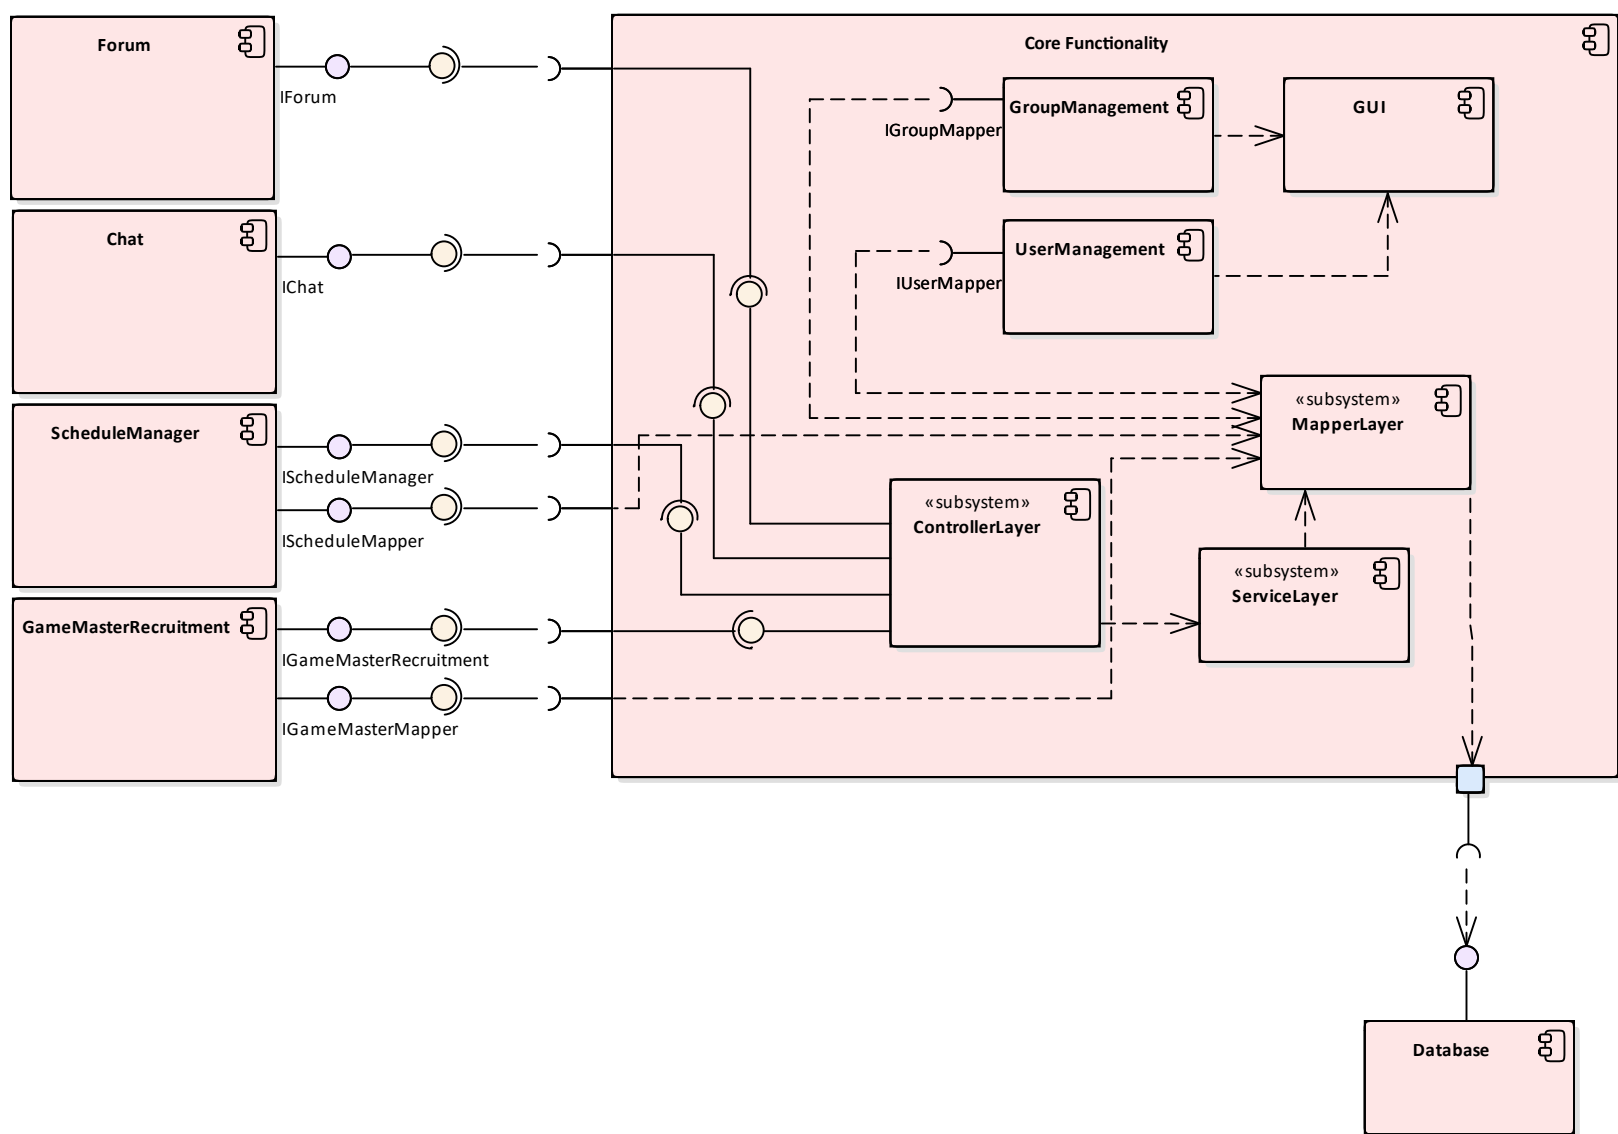 Forum
IForum
Chat
IChat
ScheduleManager
IScheduleManager
IScheduleMapper
GameMasterRecruitment
IGameMasterRecruitment
IGameMasterMapper
Core Functionality
GroupManagement
IGroupMapper
GUI
UserManagement
IUserMapper
«subsystem»
MapperLayer
«subsystem»
ControllerLayer
«subsystem»
ServiceLayer
Database